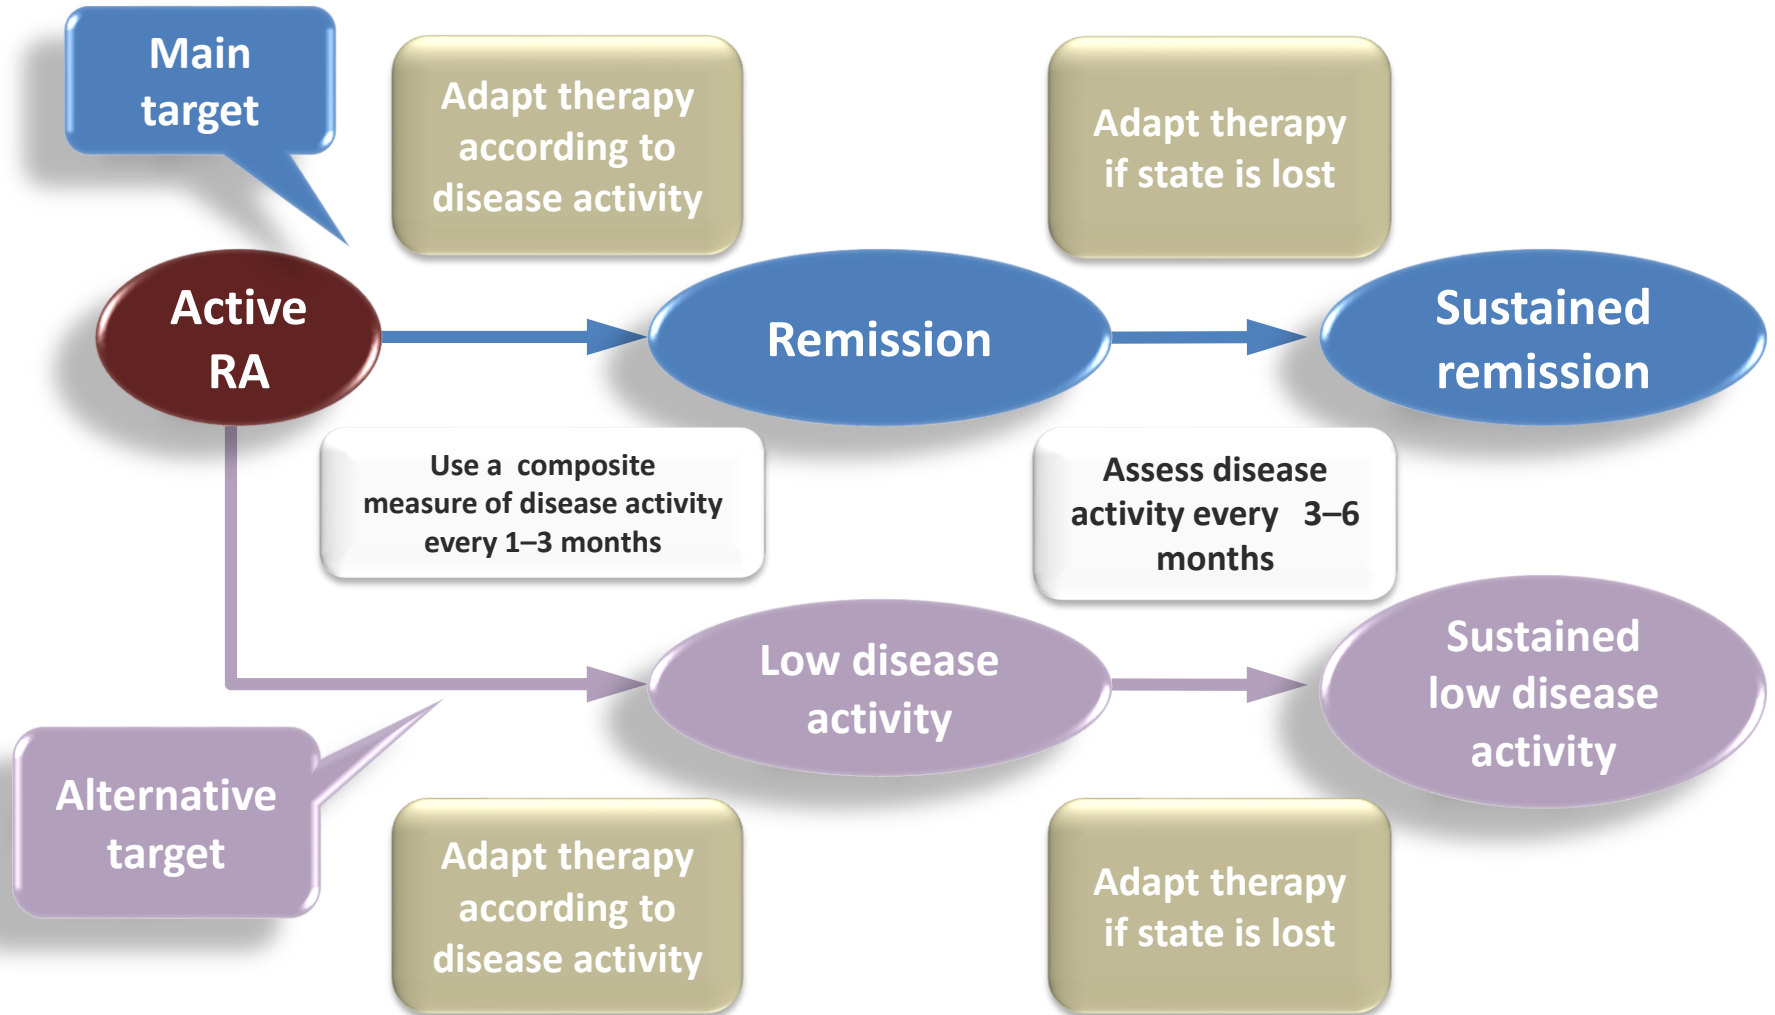 Main
target
Adapt therapy
according to
disease activity
Adapt therapy
if state is lost
Active
RA
Remission
Sustained
remission
Use a composite
measure of disease activity
every 1–3 months
Assess disease
activity every 3–6
months
Low disease
activity
Sustained
low disease
activity
Alternative
target
Adapt therapy
according to
disease activity
Adapt therapy
if state is lost